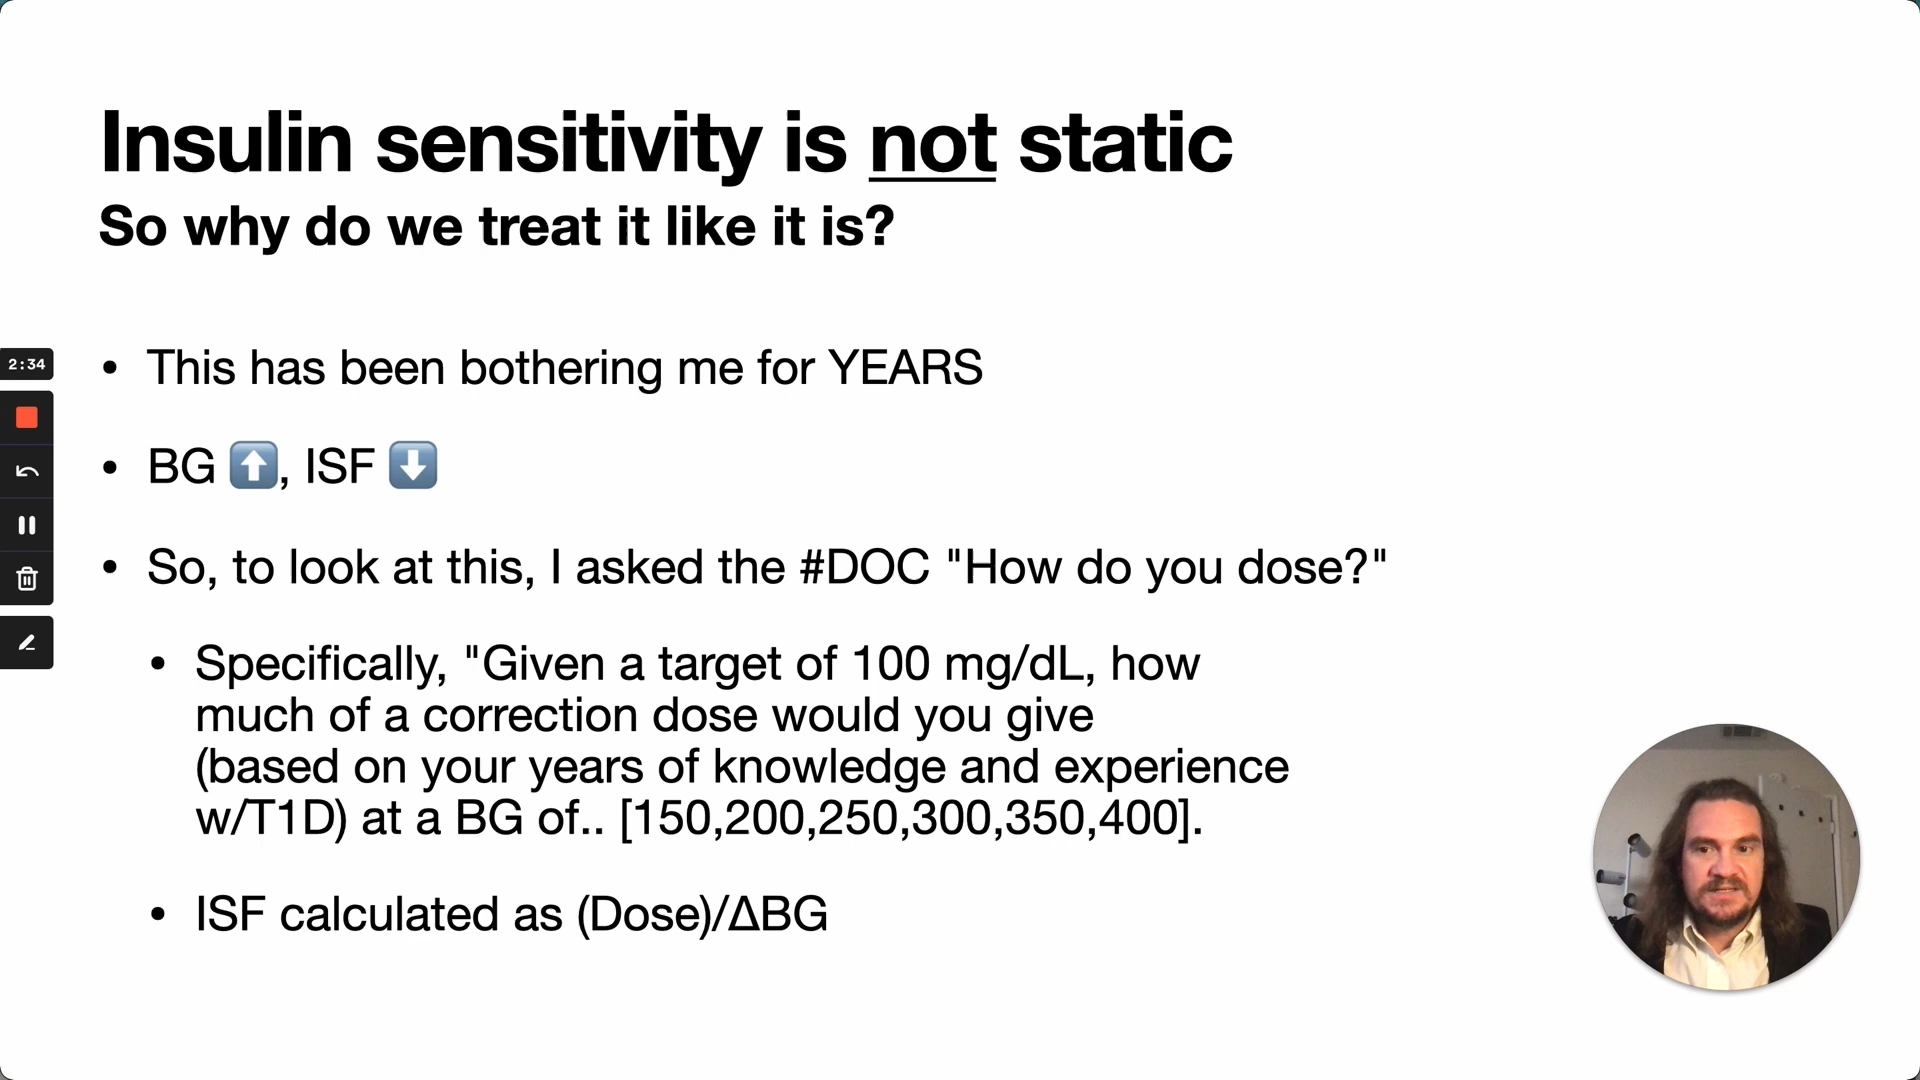 Insulin sensitivity is not static
So why do we treat it like it is?
2:34
• This has been bothering me for YEARS
• BG ⬆️, ISF ⬇️
• So, to look at this, I asked the #DOC "How do you dose?"
• Specifically, "Given a target of 100 mg/dL, how
much of a correction dose would you give
(based on your years of knowledge and experience
w/T1D) at a BG of.. [150,200,250,300,350,400].
• ISF calculated as (Dose)/ΔBG